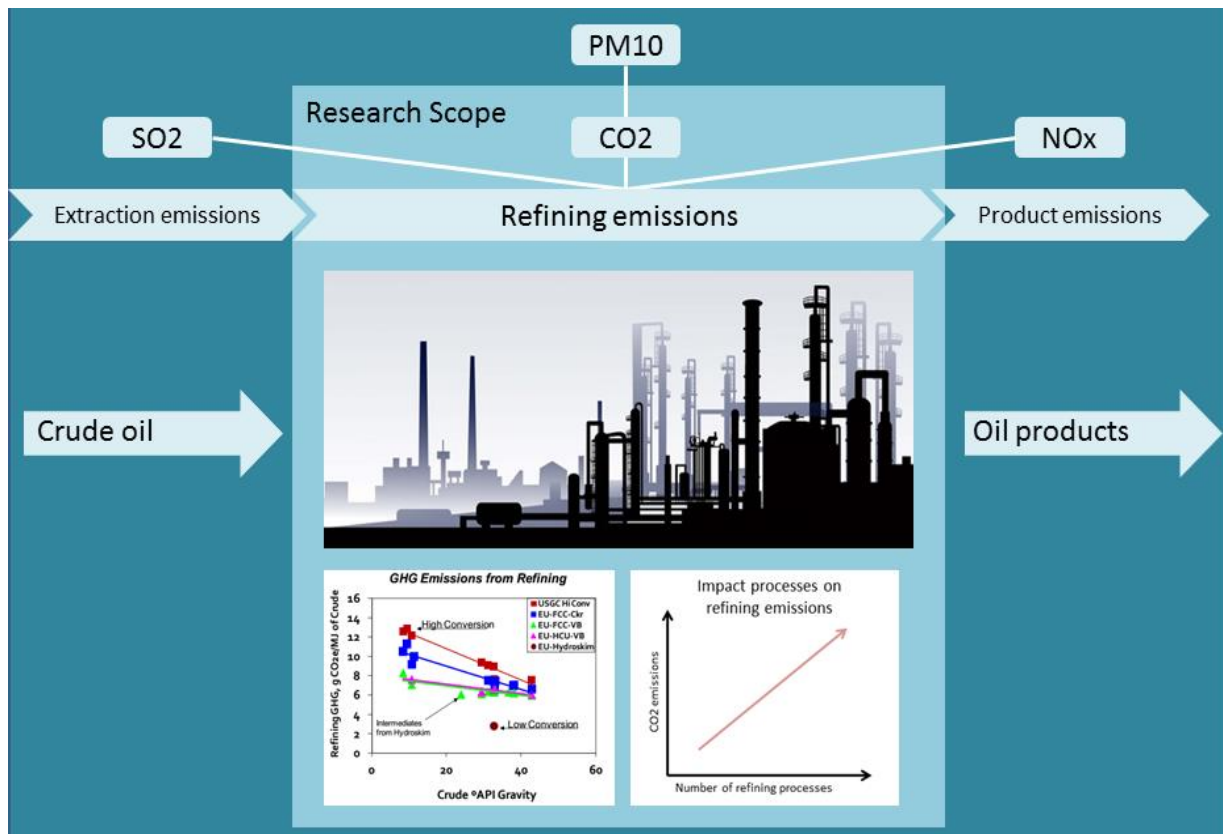 PM10
Research Scope
SO2
CO2
NOx
Extraction emissions
Refining emissions
Product emissions
Crude oil
Oil products
GHG Emissions from Refining
Refining GHG, g CO2e/MJ of Crude
16
14
12
10
8
6
4
2
0
USGC Hi Conv
EU-FCC-Ckr
EU-FCC-VB
EU-HCU-VB
EU-Hydroskim
High Conversion
Intermediates
from Hydroskim
Low Conversion
0
20
40
60
Crude ºAPI Gravity
Impact processes on
refining emissions
CO2 emissions
Number of refining processes